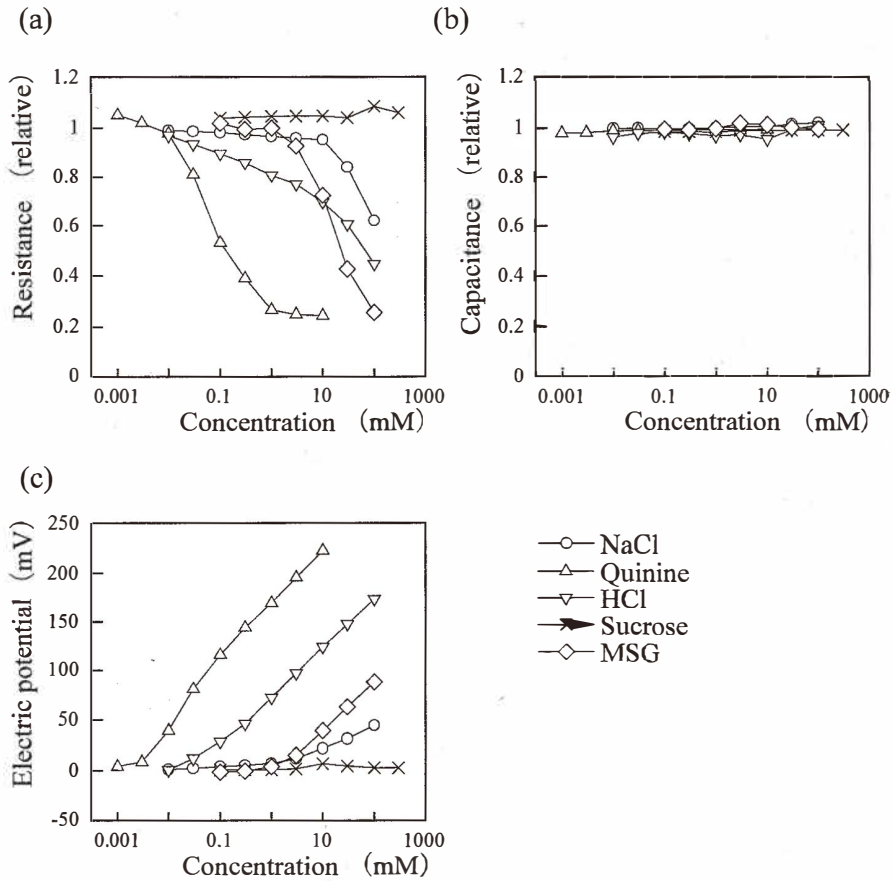 (a)
1.2
1
0.8
0.6
0.4
0.2
0
Resistance (relative)
0.001 0.1 10 1000
Concentration (mM)
(b)
1.2
1
0.8
0.6
0.4
0.2
0
Capacitance (relative)
0.001 0.1 10 1000
Concentration (mM)
(c)
250
200
150
100
50
0
-50
Electric potential (mV)
0.001 0.1 10 1000
Concentration (mM)
NaCl
Quinine
HCl
Sucrose
MSG